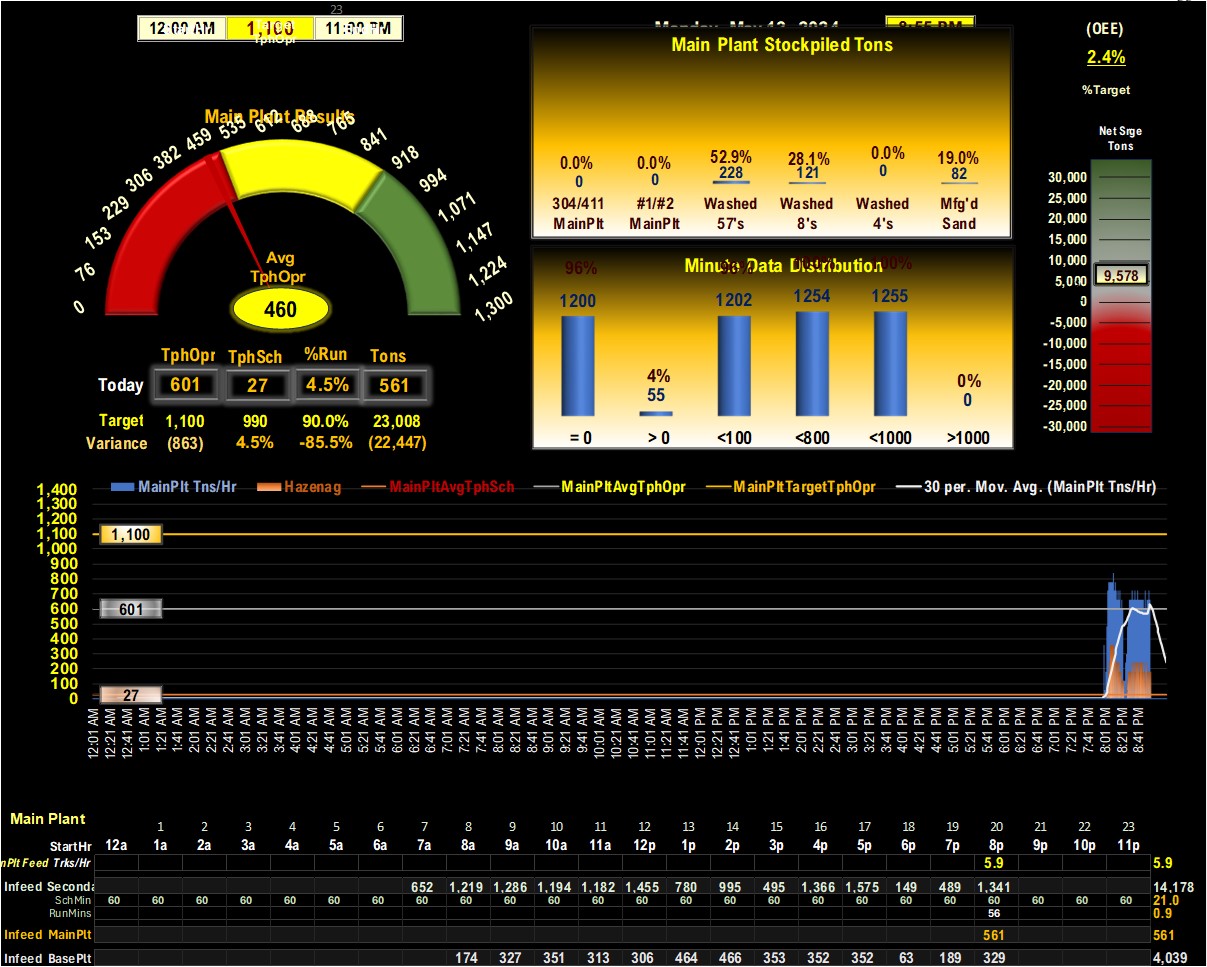 23
12:00 AM 1,100 11:00 PM
Target
TphOpr
Monday, May 13, 2024 8:55 PM
Main Plant Results
0 76 153 229 306 382 459 535 612 688 765 841 918 994 1,071 1,147 1,224 1,300
Avg
TphOpr
460
TphOpr TphSch %Run Tons
Today 601 27 4.5% 561
Target 1,100 990 90.0% 23,008
Variance (863) 4.5% -85.5% (22,447)
Main Plant Stockpiled Tons
0.0% 0.0% 52.9% 28.1% 0.0% 19.0%
0 0 228 121 0 82
304/411 #1/#2 Washed Washed Washed Mfg'd
MainPlt MainPlt 57's 8's 4's Sand
Minute Data Distribution
96%
1200 1202 1254 1255
4% 0%
55 0
= 0 > 0 <100 <800 <1000 >1000
(OEE)
2.4%
%Target
Net Srge
Tons
30,000
25,000
20,000
15,000
10,000
9,578
5,000
0
-5,000
-10,000
-15,000
-20,000
-25,000
-30,000
MainPlt Tns/Hr Hazenag MainPltAvgTphSch MainPltAvgTphOpr MainPltTargetTphOpr 30 per. Mov. Avg. (MainPlt Tns/Hr)
1,400
1,300
1,200
1,100 1,100
1,000
900
800
700
600 601
500
400
300
200
100
0 27
12:01 AM 12:21 AM 12:41 AM 1:01 AM 1:21 AM 1:41 AM 2:01 AM 2:21 AM 2:41 AM 3:01 AM 3:21 AM 3:41 AM 4:01 AM 4:21 AM 4:41 AM 5:01 AM 5:21 AM 5:41 AM 6:01 AM 6:21 AM 6:41 AM 7:01 AM 7:21 AM 7:41 AM 8:01 AM 8:21 AM 8:41 AM 9:01 AM 9:21 AM 9:41 AM 10:01 AM 10:21 AM 10:41 AM 11:01 AM 11:21 AM 11:41 AM 12:01 PM 12:21 PM 12:41 PM 1:01 PM 1:21 PM 1:41 PM 2:01 PM 2:21 PM 2:41 PM 3:01 PM 3:21 PM 3:41 PM 4:01 PM 4:21 PM 4:41 PM 5:01 PM 5:21 PM 5:41 PM 6:01 PM 6:21 PM 6:41 PM 7:01 PM 7:21 PM 7:41 PM 8:01 PM 8:21 PM 8:41 PM
Main Plant
1 2 3 4 5 6 7 8 9 10 11 12 13 14 15 16 17 18 19 20 21 22 23
StartHr 12a 1a 2a 3a 4a 5a 6a 7a 8a 9a 10a 11a 12p 1p 2p 3p 4p 5p 6p 7p 8p 9p 10p 11p
nPlt Feed Trks/Hr 5.9 5.9
Infeed Seconda 652 1,219 1,286 1,194 1,182 1,455 780 995 495 1,366 1,575 149 489 1,341 14,178
SchMin 60 60 60 60 60 60 60 60 60 60 60 60 60 60 60 60 60 60 60 60 60 60 60 60 21.0
RunMins 56 0.9
Infeed MainPlt 561 561
Infeed BasePlt 174 327 351 313 306 464 466 353 352 352 63 189 329 4,039